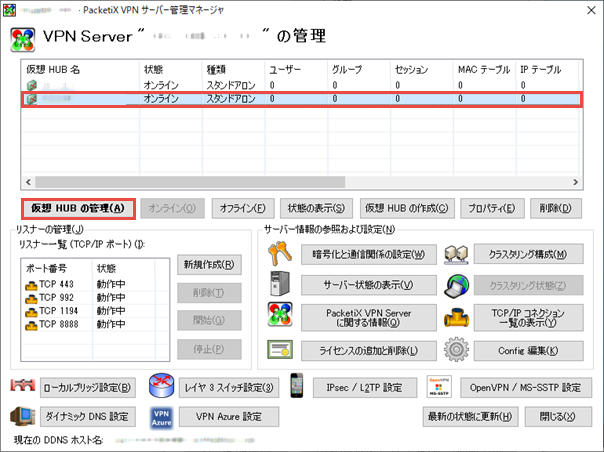 - PacketiX VPN サーバー管理マネージャ
VPN Server " " の管理
仮想 HUB 名 状態 種類 ユーザー グループ セッション MAC テーブル IP テーブル
オンライン スタンドアロン 0 0 0 0 0
オンライン スタンドアロン 0 0 0 0 0
仮想 HUB の管理(A) オンライン(O) オフライン(F) 状態の表示(S) 仮想 HUB の作成(C) プロパティ(E) 削除(D)
リスナーの管理(J)
リスナー一覧 (TCP/IP ポート) (I):
ポート番号 状態
TCP 443 動作中
TCP 992 動作中
TCP 1194 動作中
TCP 8888 動作中
新規作成(R)
削除(T)
開始(G)
停止(P)
サーバー情報の参照および設定(N)
暗号化と通信関係の設定(W) クラスタリング構成(M)
サーバー状態の表示(V) クラスタリング状態(Z)
PacketiX VPN Server
に関する情報(Q)
TCP/IP コネクション
一覧の表示(Y)
ライセンスの追加と削除(L) Config 編集(K)
ローカルブリッジ設定(B) レイヤ 3 スイッチ設定(3) IPsec / L2TP 設定 OpenVPN MS-SSTP OpenVPN / MS-SSTP 設定
ダイナミック DNS 設定 VPN Azure VPN Azure 設定 最新の状態に更新(H) 閉じる(X)
現在の DDNS ホスト名: